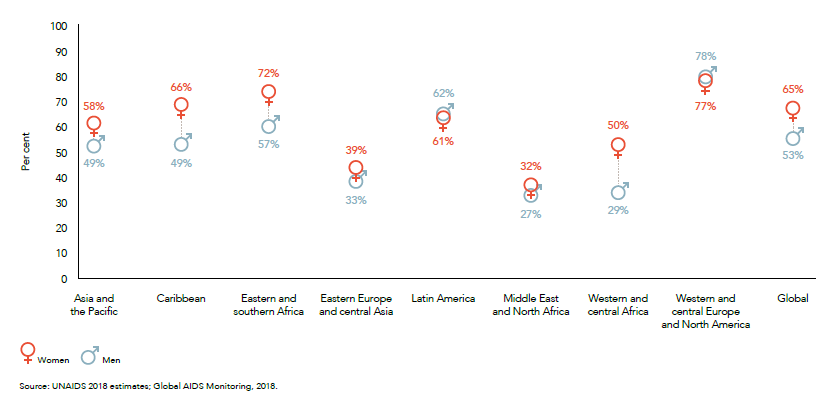 100
90
80
70
60
50
40
30
20
10
0
Per cent
58%
49%
66%
49%
72%
57%
39%
33%
62%
61%
32%
27%
50%
29%
78%
77%
65%
53%
Asia and
the Pacific
Caribbean
Eastern and
southern Africa
Eastern Europe
and central Asia
Latin America
Middle East
and North Africa
Western and
central Africa
Western and
central Europe
and North America
Global
Women
Men
Source: UNAIDS 2018 estimates; Global AIDS Monitoring, 2018.